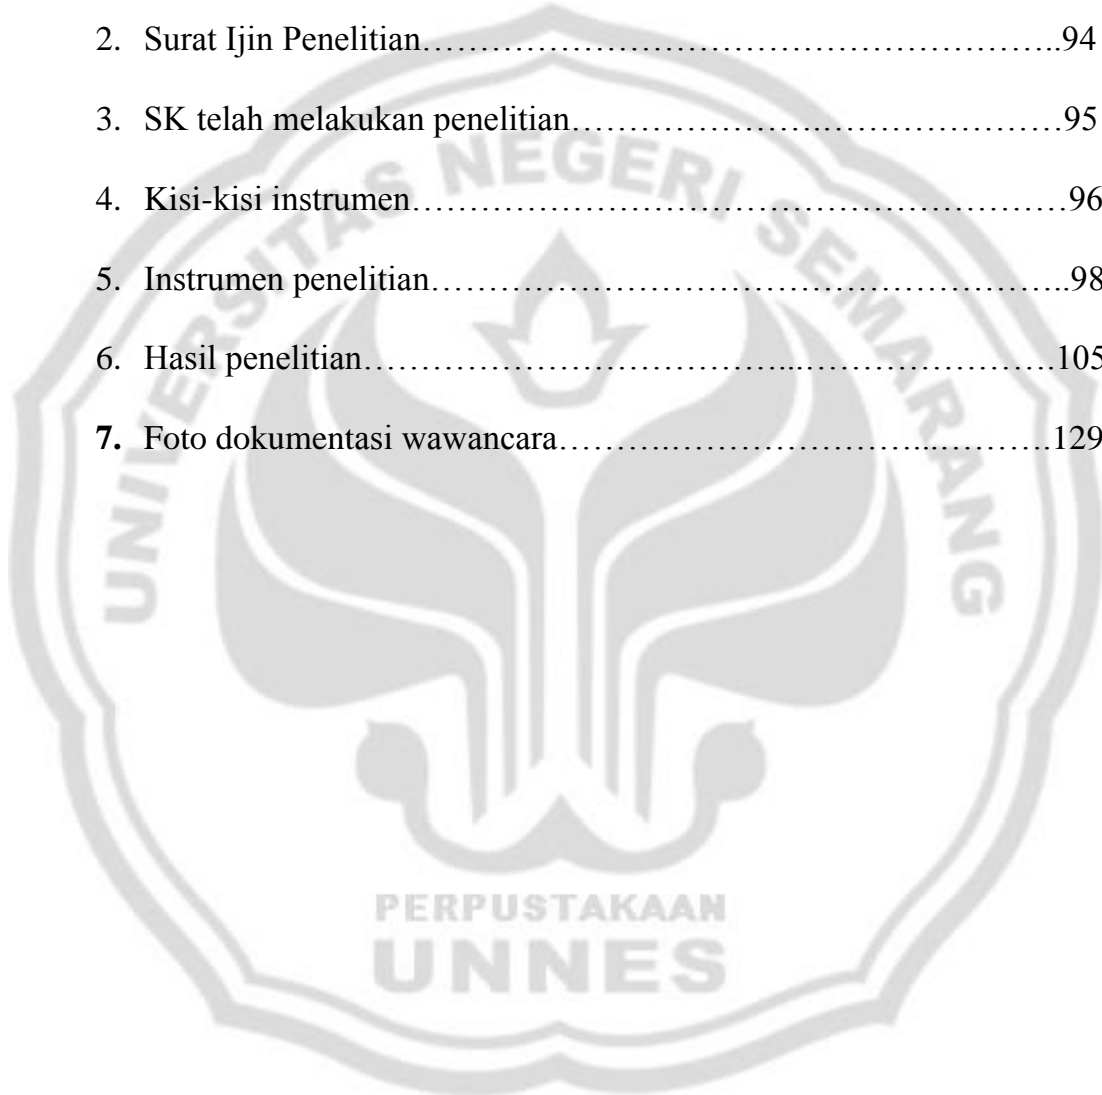 2. Surat Ijin Penelitian……………………………………………………..94
3. SK telah melakukan penelitian…………………….……………………95
4. Kisi-kisi instrumen………………………………………………………96
5. Instrumen penelitian……………………………………………………..98
6. Hasil penelitian…………………………………...…………………….105
7. Foto dokumentasi wawancara……….……………………..…………129
UNIVERSITAS NEGERI SEMARANG
PERPUSTAKAAN
UNNES